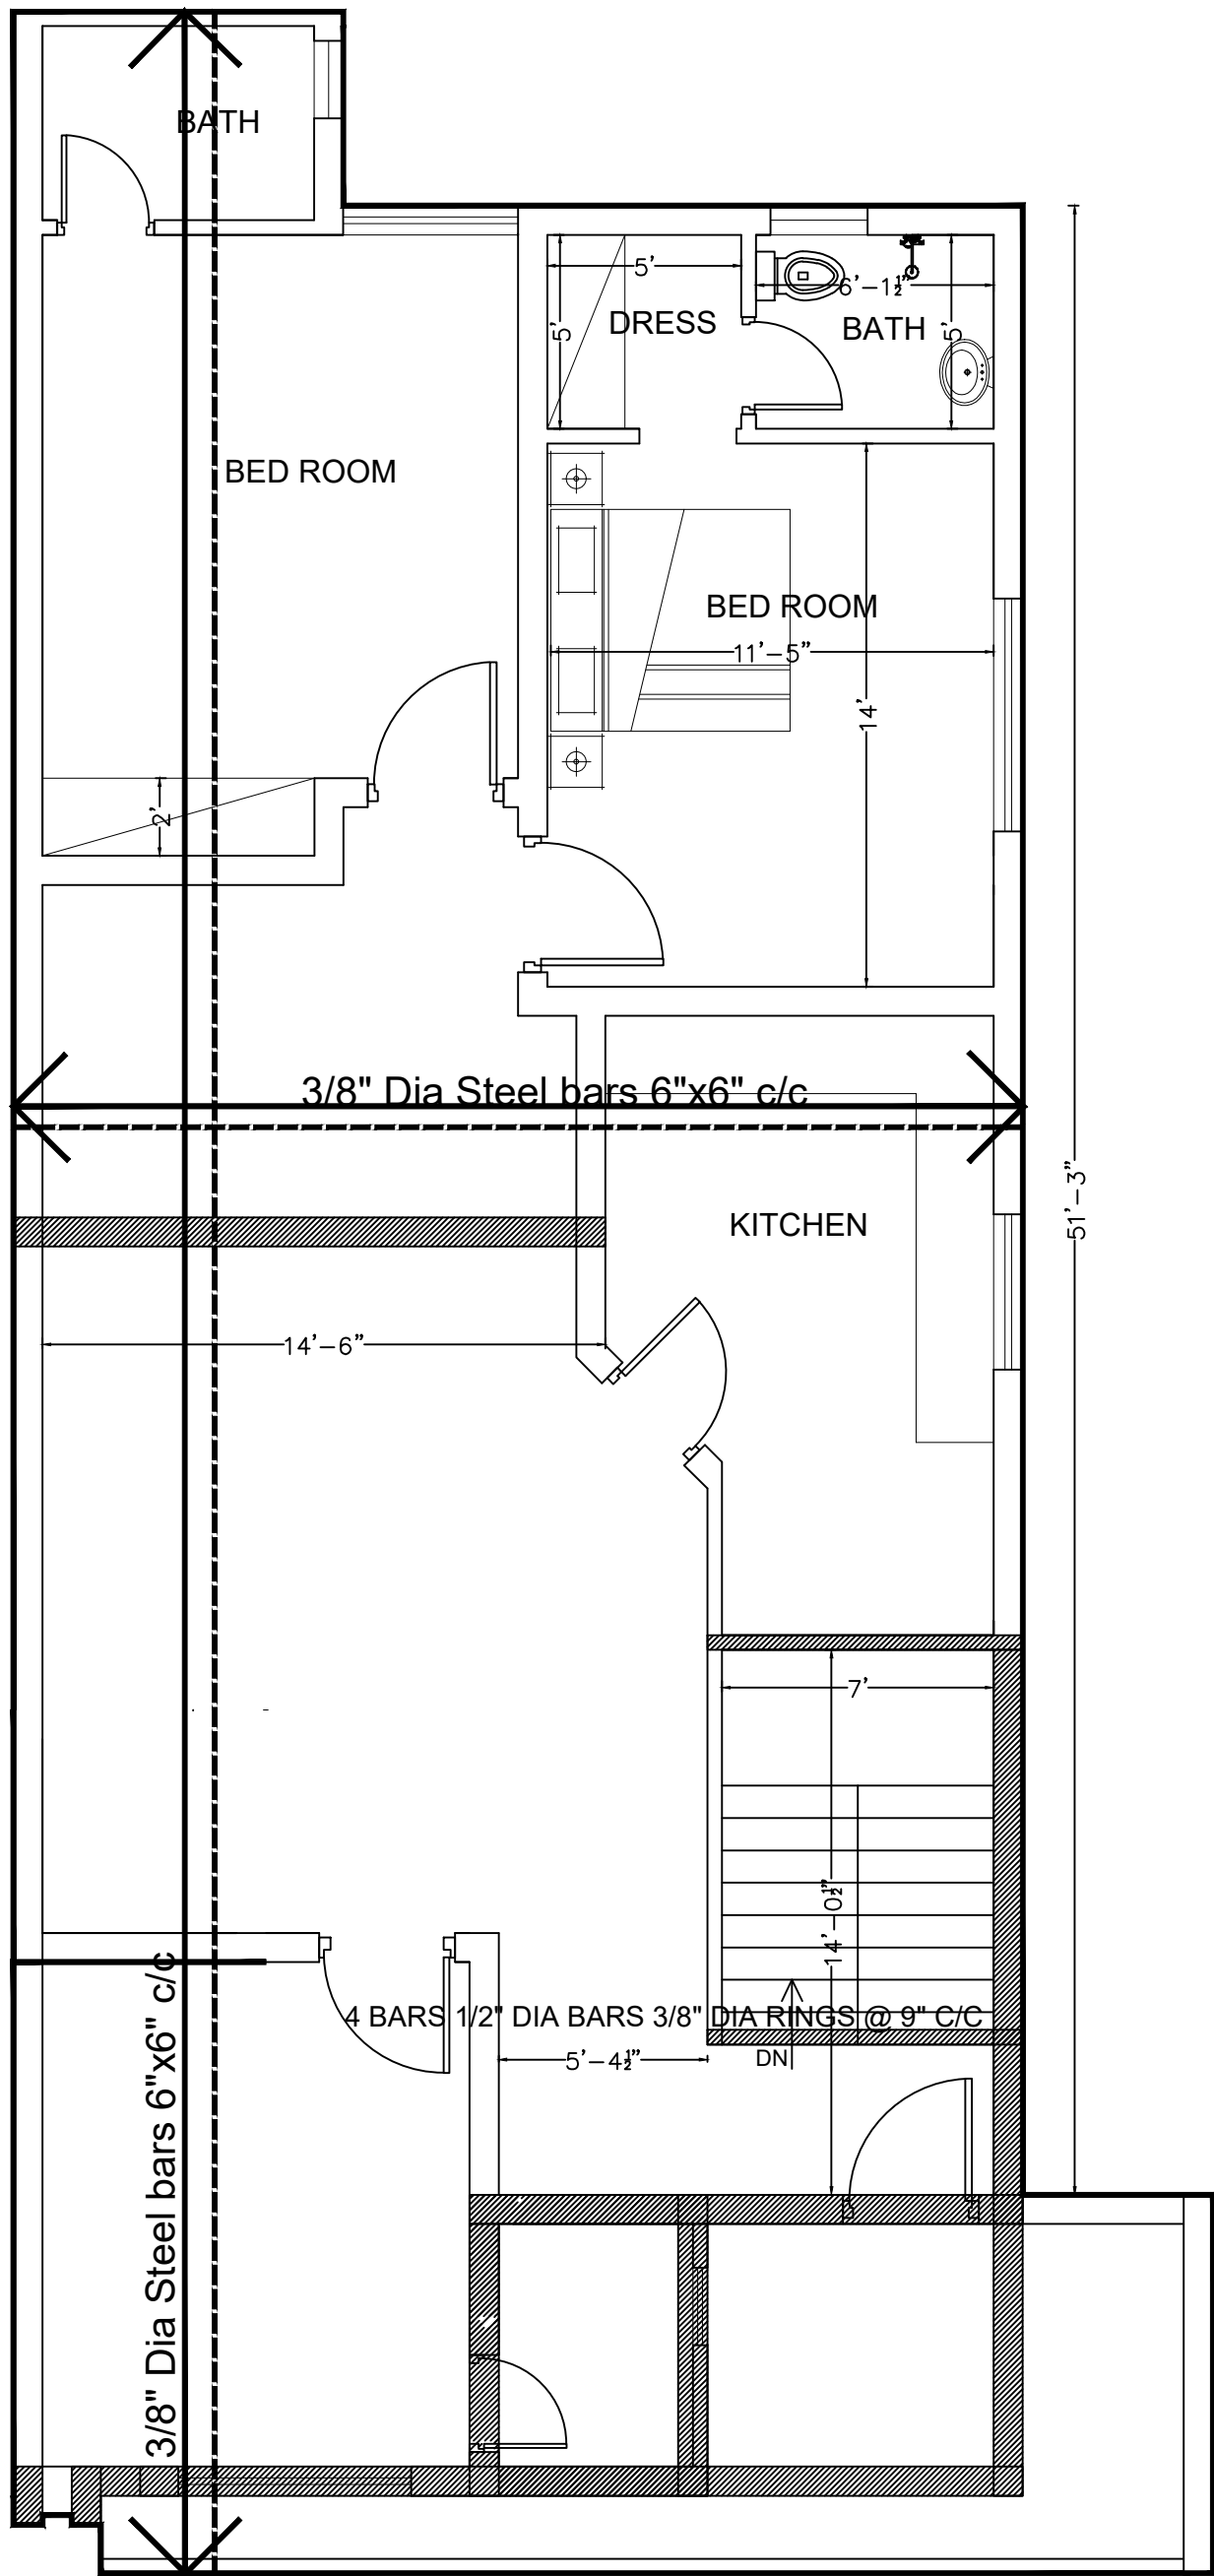 BATH
5'
6'-1½"
DRESS
BATH
5'
5'
BED ROOM
BED ROOM
11'-5"
14'
2'
3/8" Dia Steel bars 6"x6" c/c
51'-3"
KITCHEN
14'-6"
7'
14'-0½"
3/8" Dia Steel bars 6"x6" c/c
4 BARS 1/2" DIA BARS 3/8" DIA RINGS @ 9" C/C
5'-4½"
DN